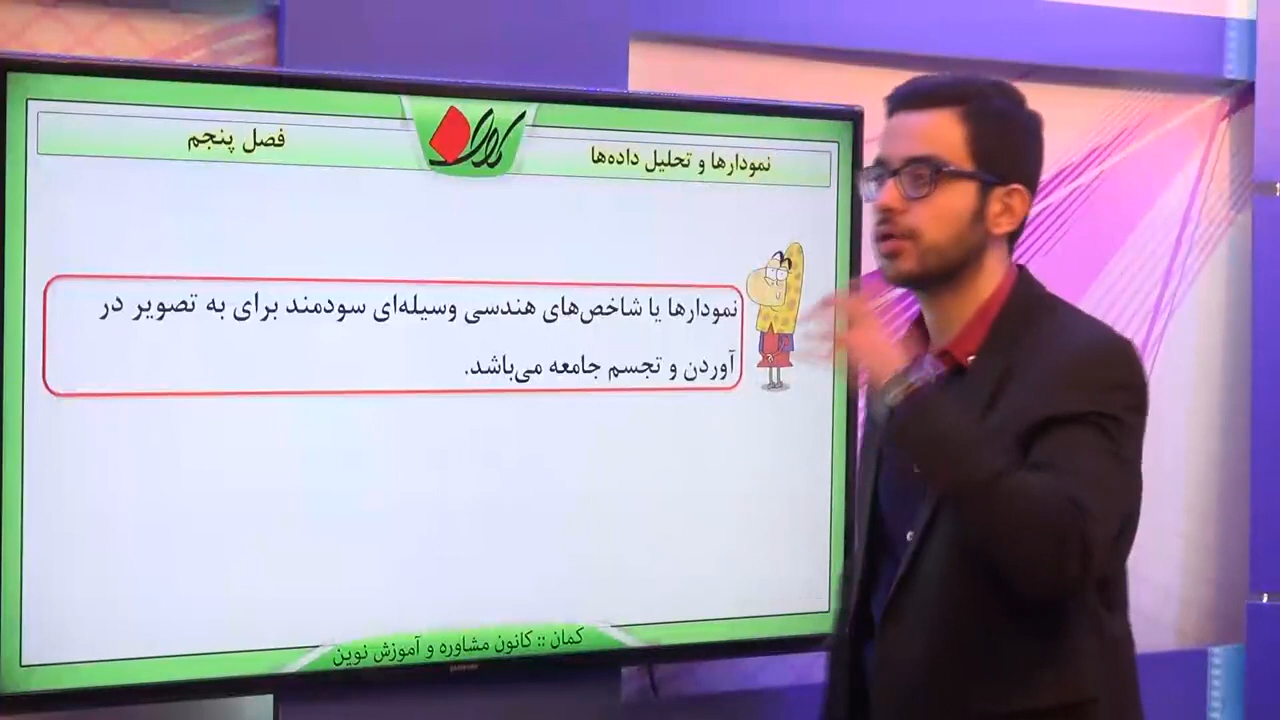 نمودارها و تحلیل داده‌ها
کمان
فصل پنجم
نمودارها یا شاخص‌های هندسی وسیله‌ای سودمند برای به تصویر در
آوردن و تجسم جامعه می‌باشد.
کمان :: کانون مشاوره و آموزش نوین